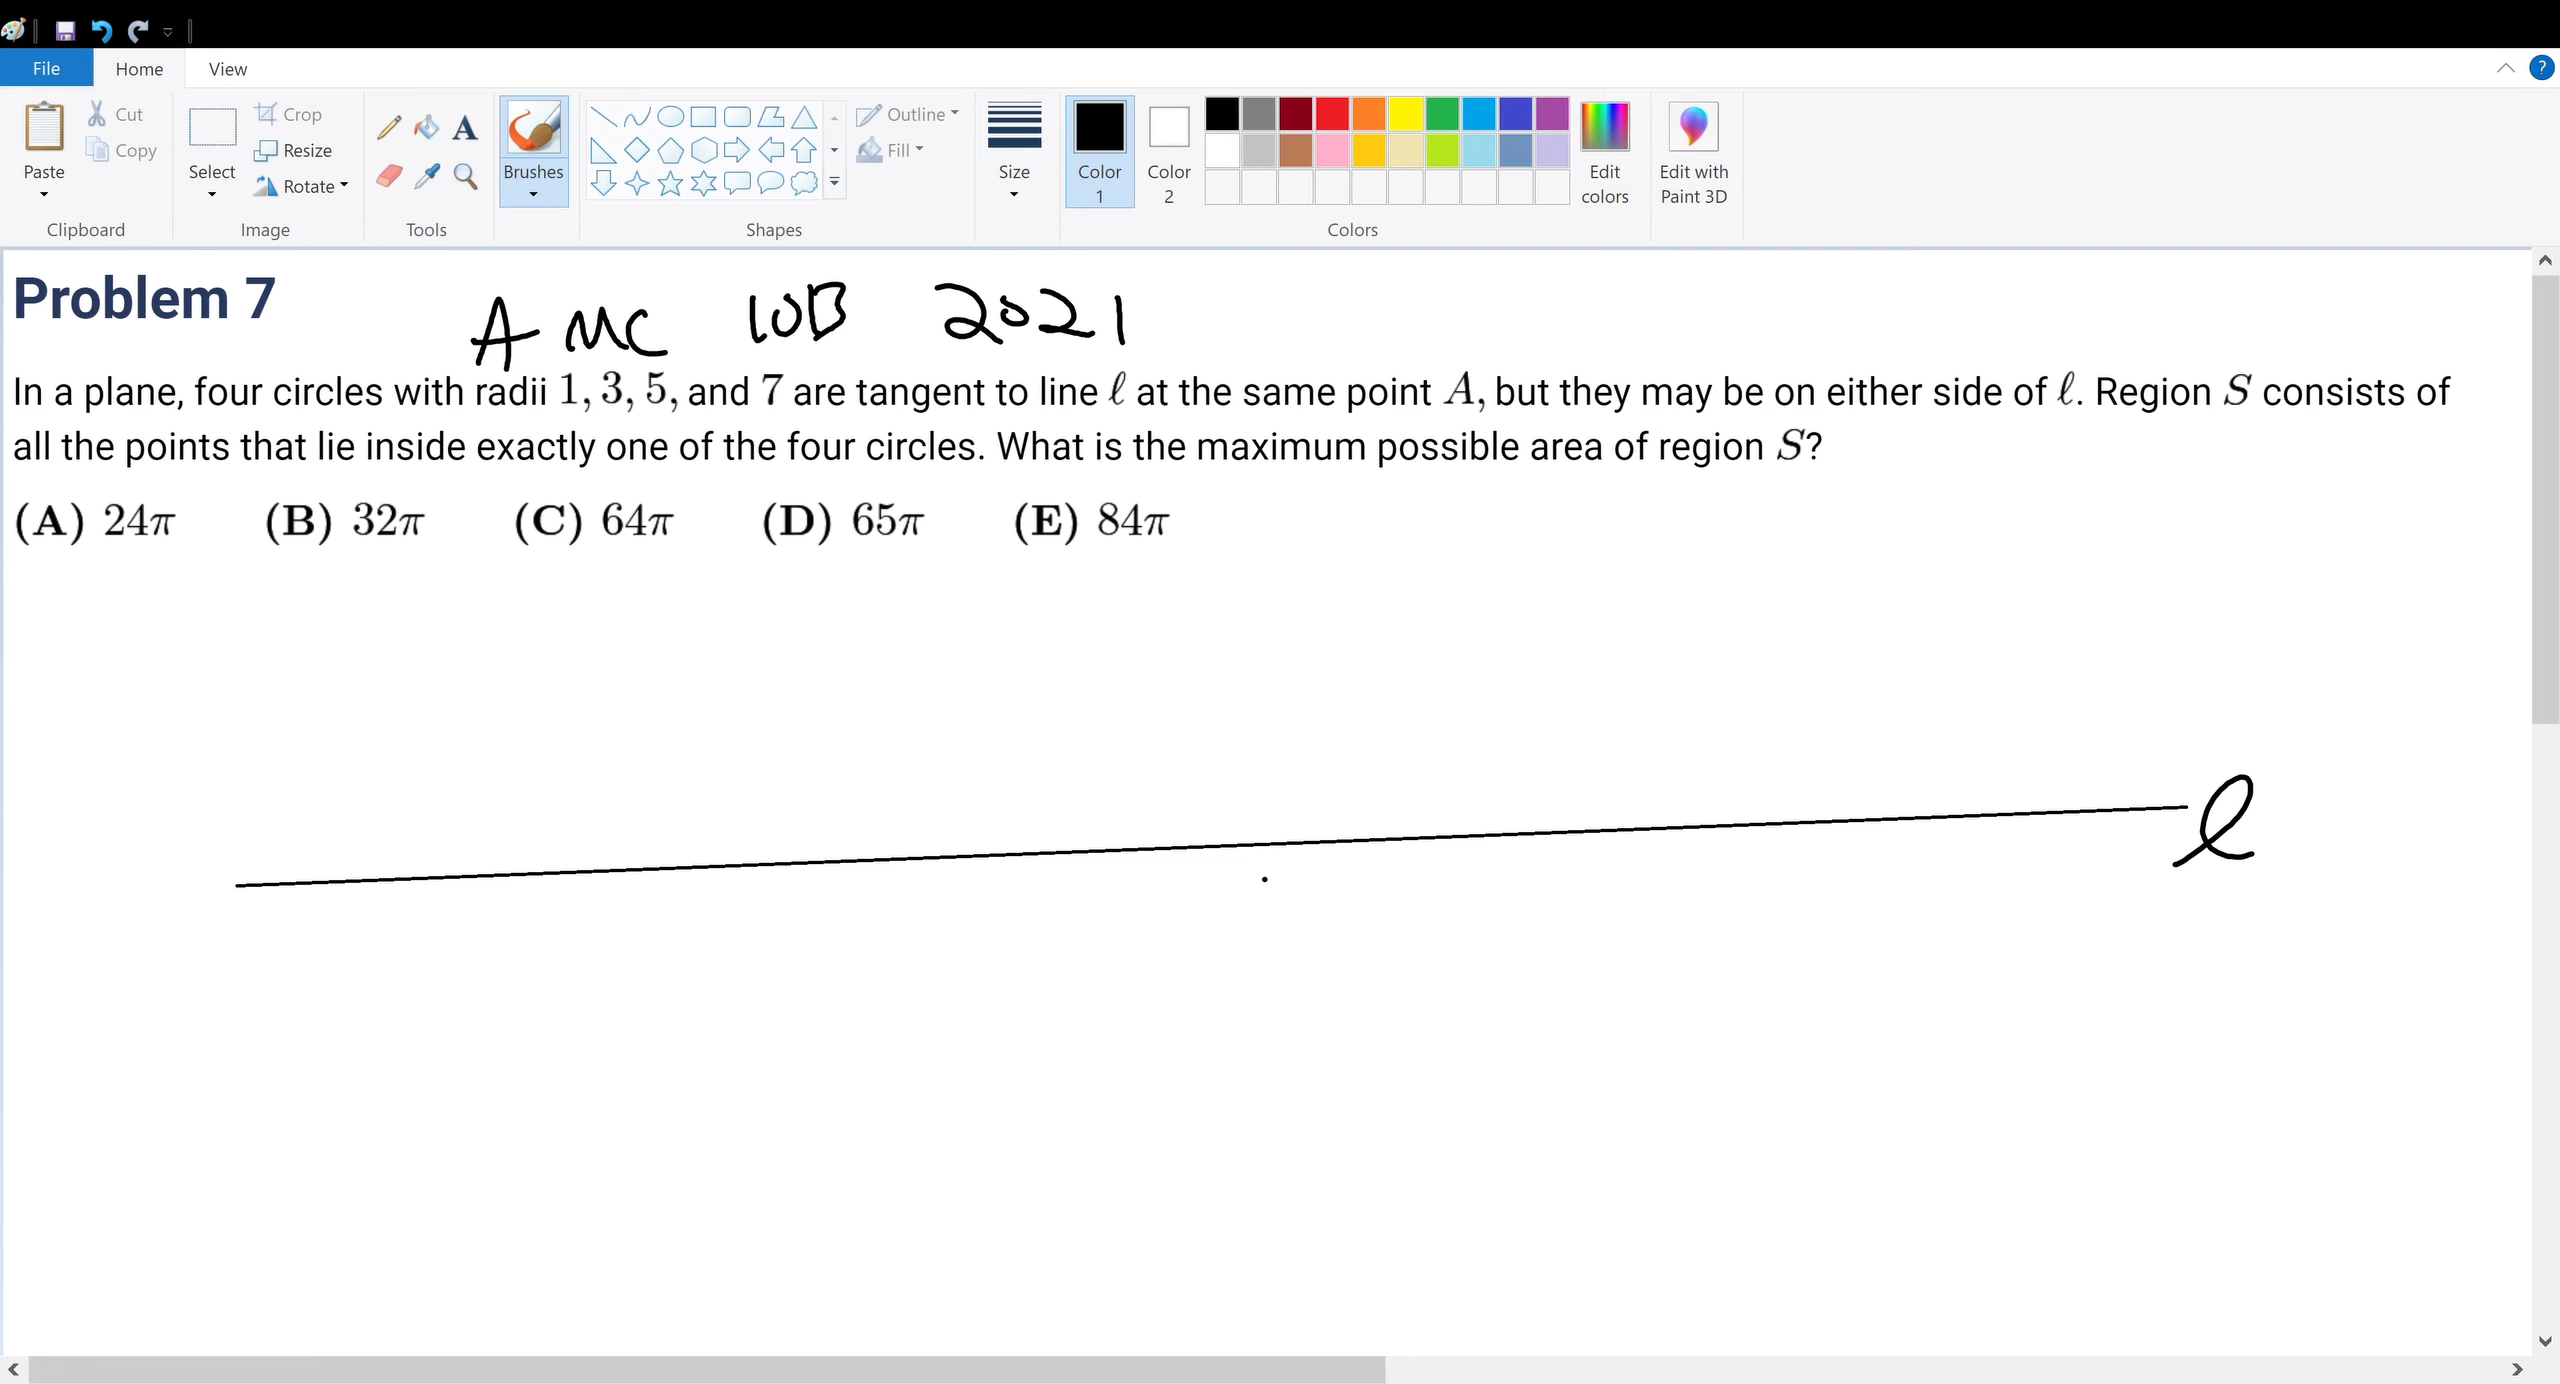 File Home View
Paste Cut Copy Clipboard
Select Crop Resize Rotate Image
A Tools
Brushes
Outline Fill Shapes
Size
Color 1 Color 2 Edit colors Colors
Edit with Paint 3D
?
Problem 7
AMC 10B 2021
In a plane, four circles with radii 1, 3, 5, and 7 are tangent to line ℓ at the same point A, but they may be on either side of ℓ. Region S consists of
all the points that lie inside exactly one of the four circles. What is the maximum possible area of region S?
(A) 24π (B) 32π (C) 64π (D) 65π (E) 84π
ℓ